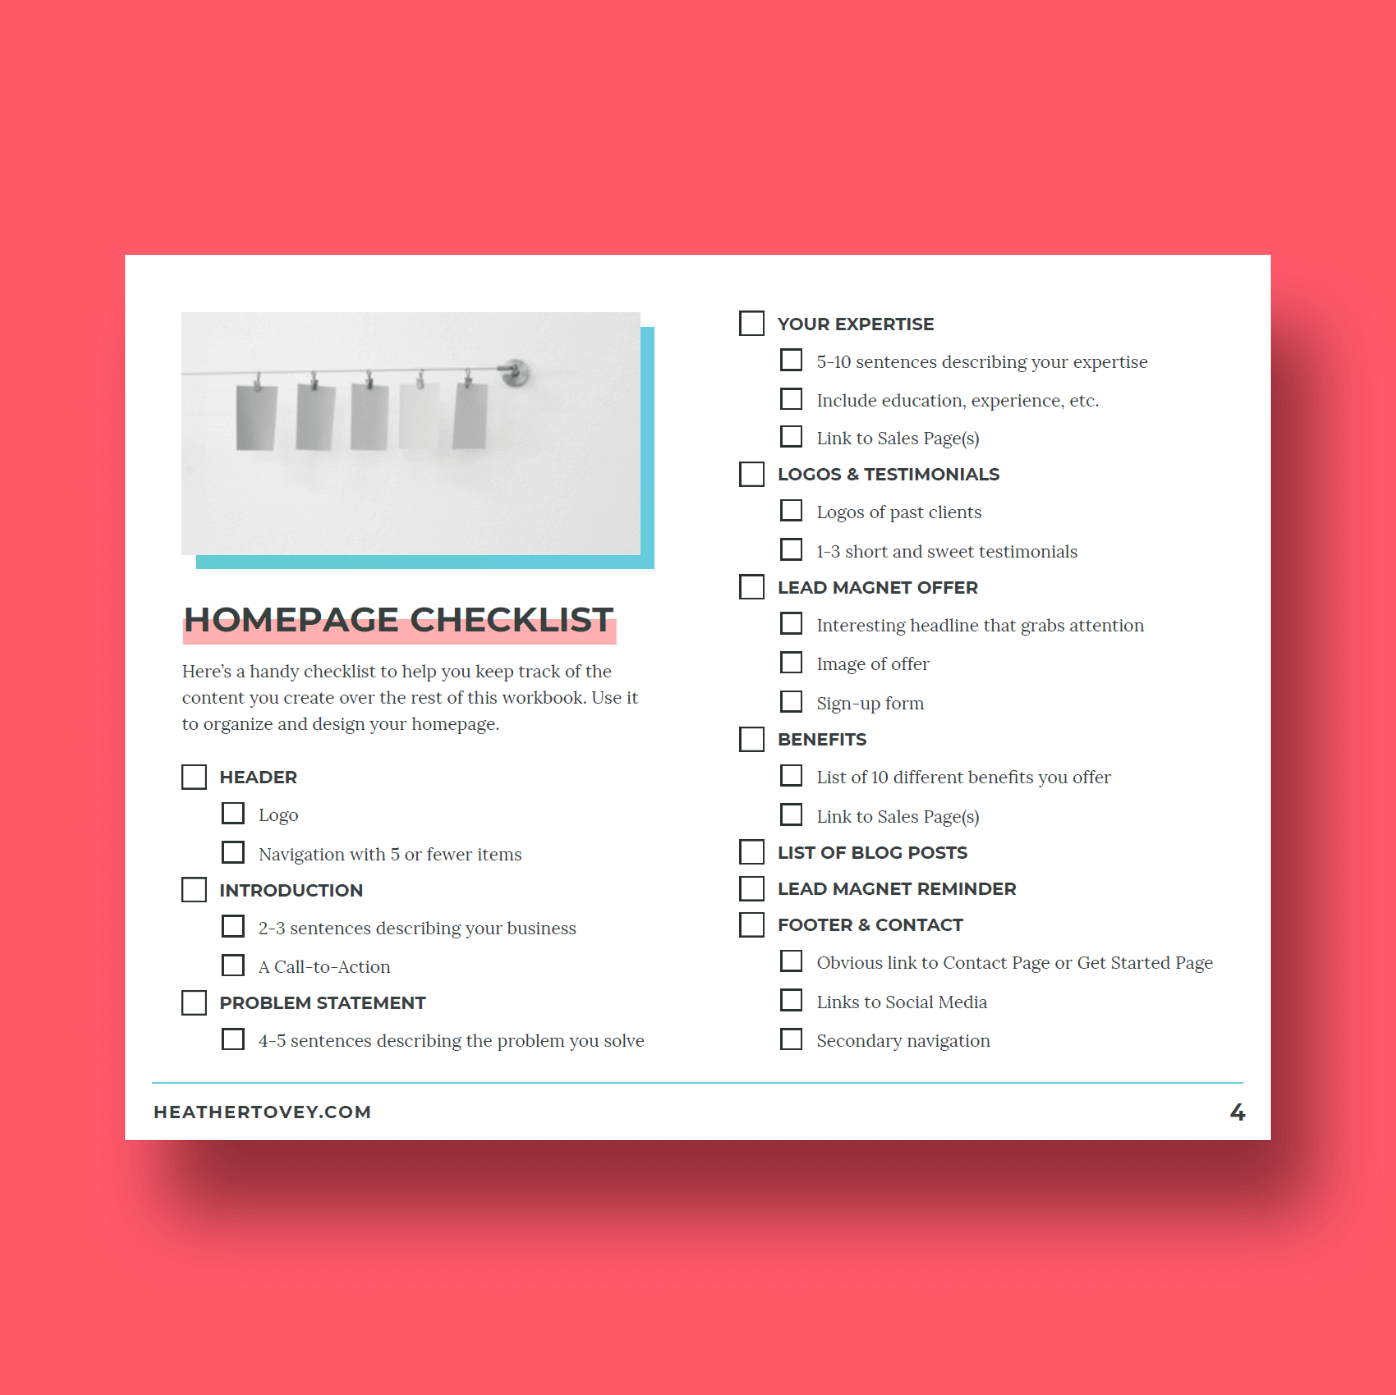 HOMEPAGE CHECKLIST
Here's a handy checklist to help you keep track of the
content you create over the rest of this workbook. Use it
to organize and design your homepage.
HEADER
Logo
Navigation with 5 or fewer items
INTRODUCTION
2-3 sentences describing your business
A Call-to-Action
PROBLEM STATEMENT
4-5 sentences describing the problem you solve
YOUR EXPERTISE
5-10 sentences describing your expertise
Include education, experience, etc.
Link to Sales Page(s)
LOGOS & TESTIMONIALS
Logos of past clients
1-3 short and sweet testimonials
LEAD MAGNET OFFER
Interesting headline that grabs attention
Image of offer
Sign-up form
BENEFITS
List of 10 different benefits you offer
Link to Sales Page(s)
LIST OF BLOG POSTS
LEAD MAGNET REMINDER
FOOTER & CONTACT
Obvious link to Contact Page or Get Started Page
Links to Social Media
Secondary navigation
HEATHERTOVEY.COM
4